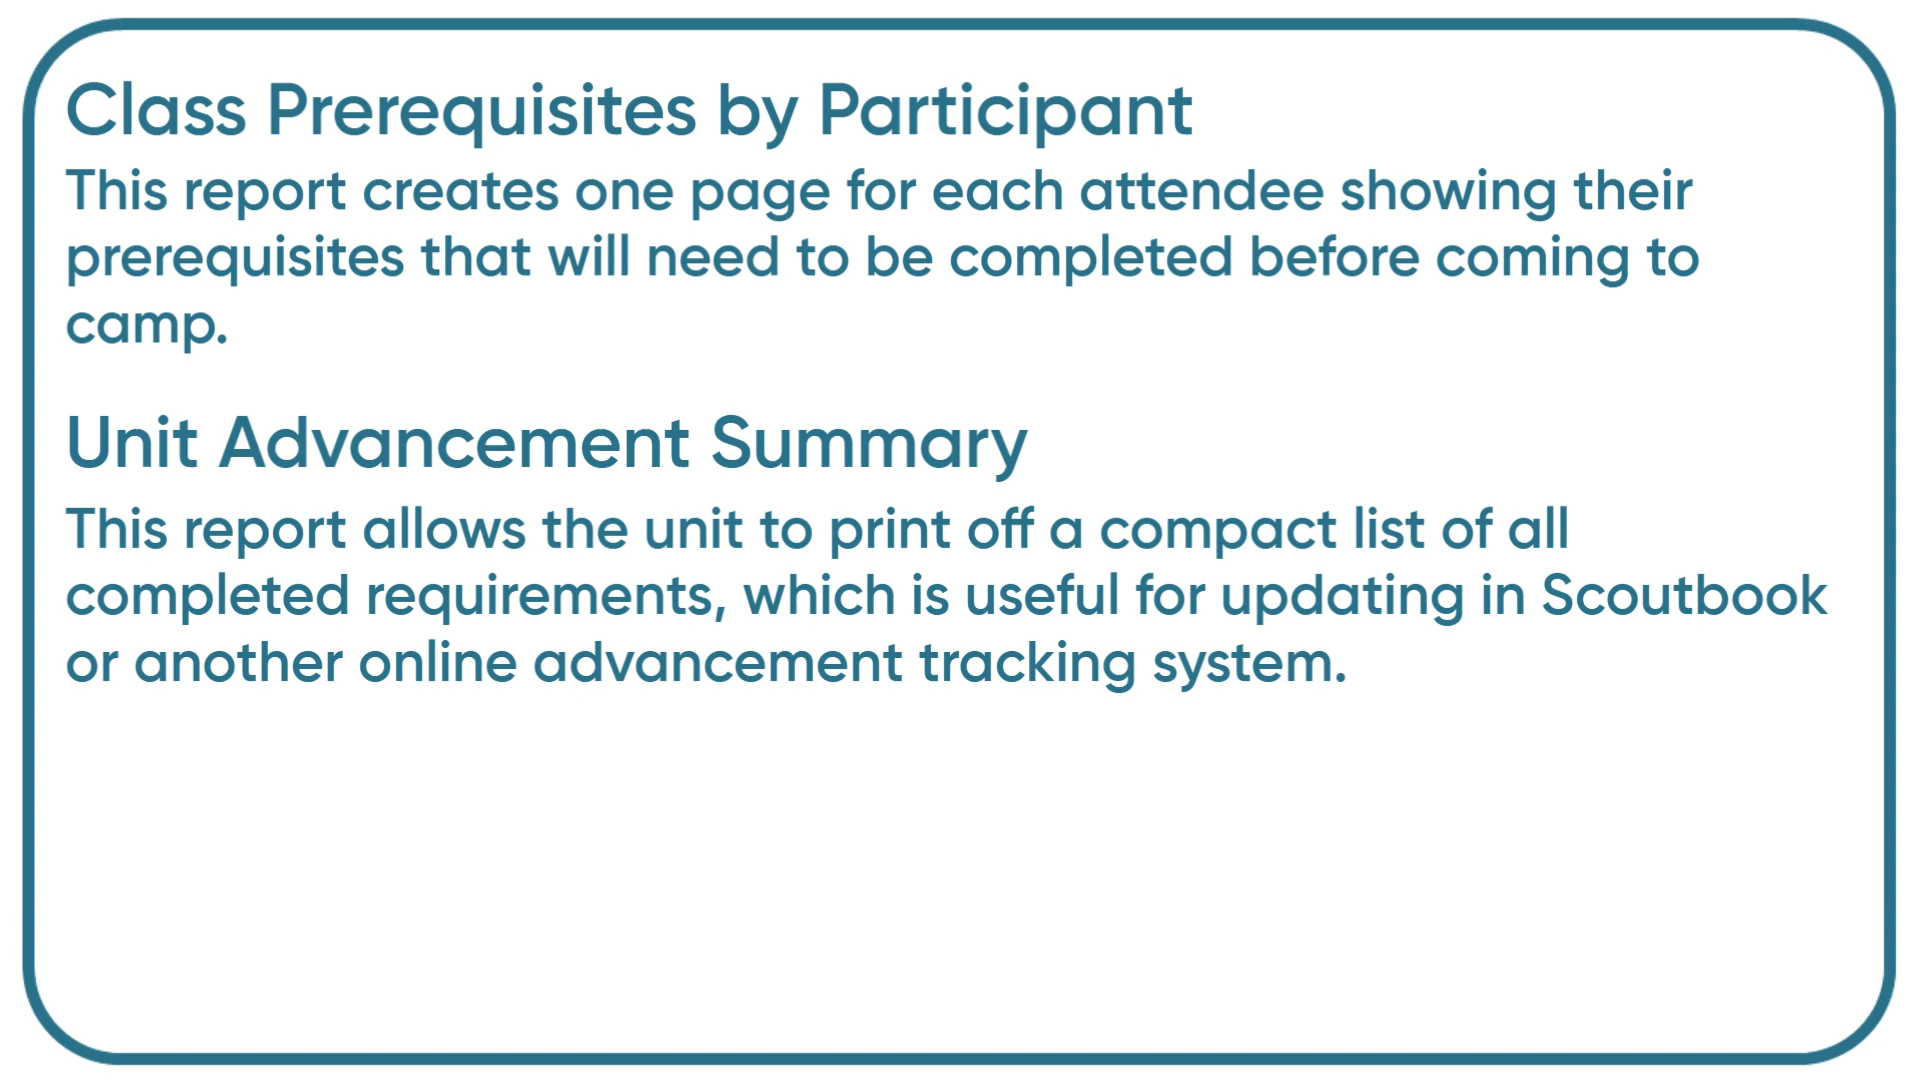 Class Prerequisites by Participant
This report creates one page for each attendee showing their
prerequisites that will need to be completed before coming to
camp.
Unit Advancement Summary
This report allows the unit to print off a compact list of all
completed requirements, which is useful for updating in Scoutbook
or another online advancement tracking system.